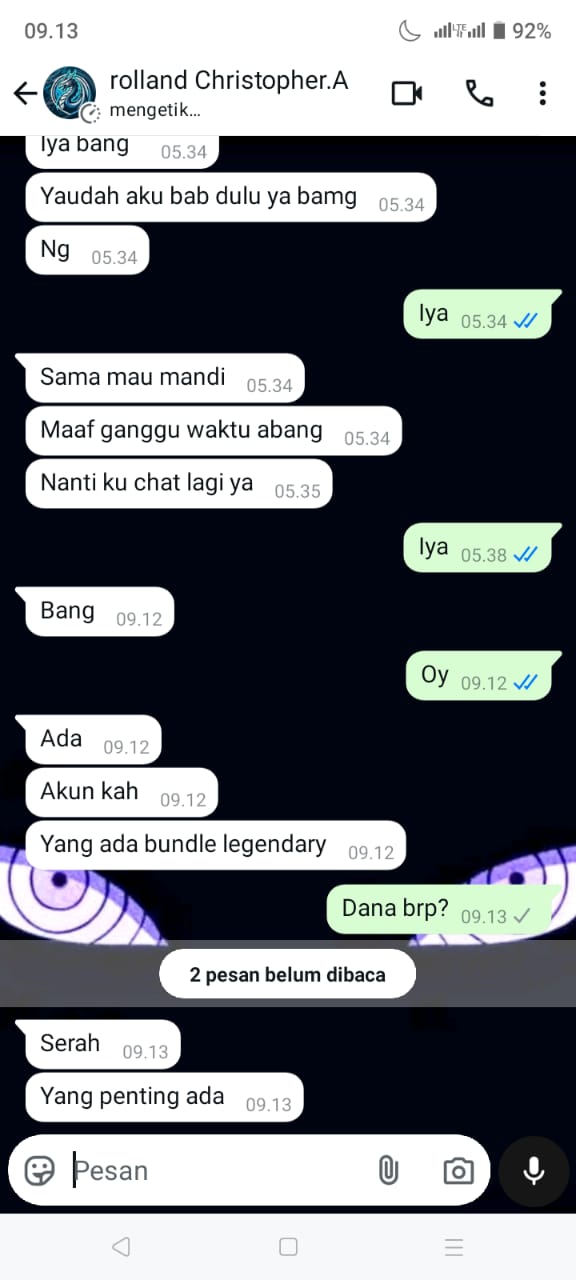 09.13
LTE
92%
rolland Christopher.A
mengetik...
Iya bang 05.34
Yaudah aku bab dulu ya bamg 05.34
Ng 05.34
Iya 05.34
Sama mau mandi 05.34
Maaf ganggu waktu abang 05.34
Nanti ku chat lagi ya 05.35
Iya 05.38
Bang 09.12
Oy 09.12
Ada 09.12
Akun kah 09.12
Yang ada bundle legendary 09.12
Dana brp? 09.13
2 pesan belum dibaca
Serah 09.13
Yang penting ada 09.13
Pesan